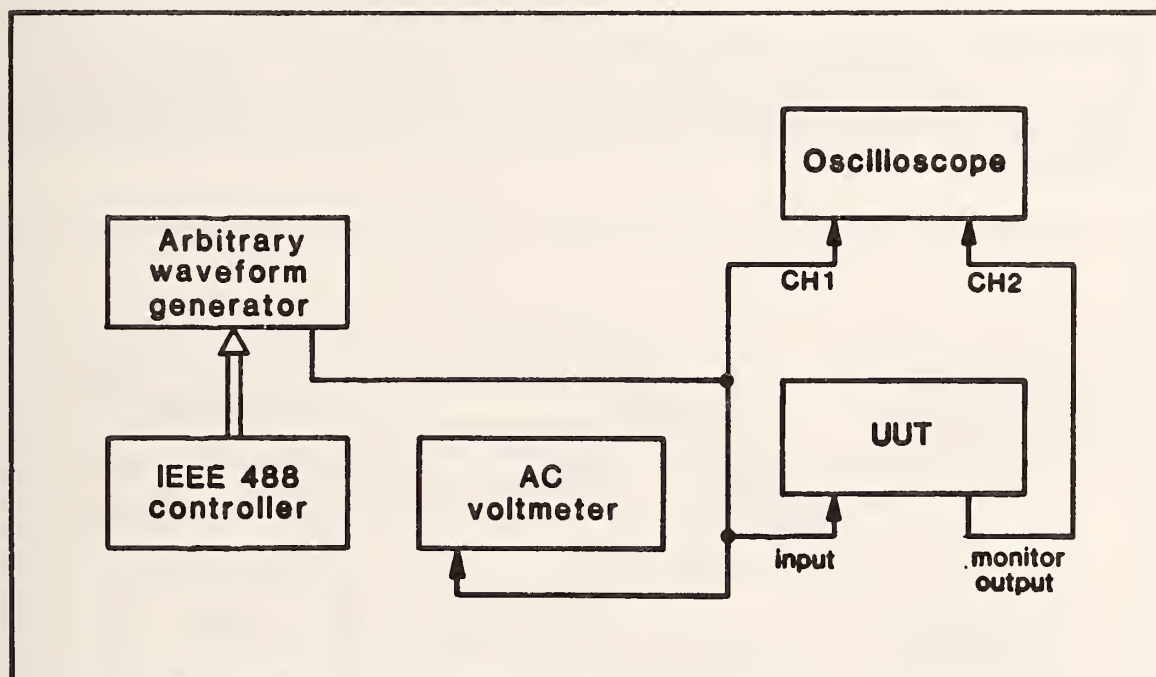 Oscilloscope
Arbitrary
waveform
generator
CH1
CH2
UUT
IEEE 488
controller
AC
voltmeter
input
monitor
output